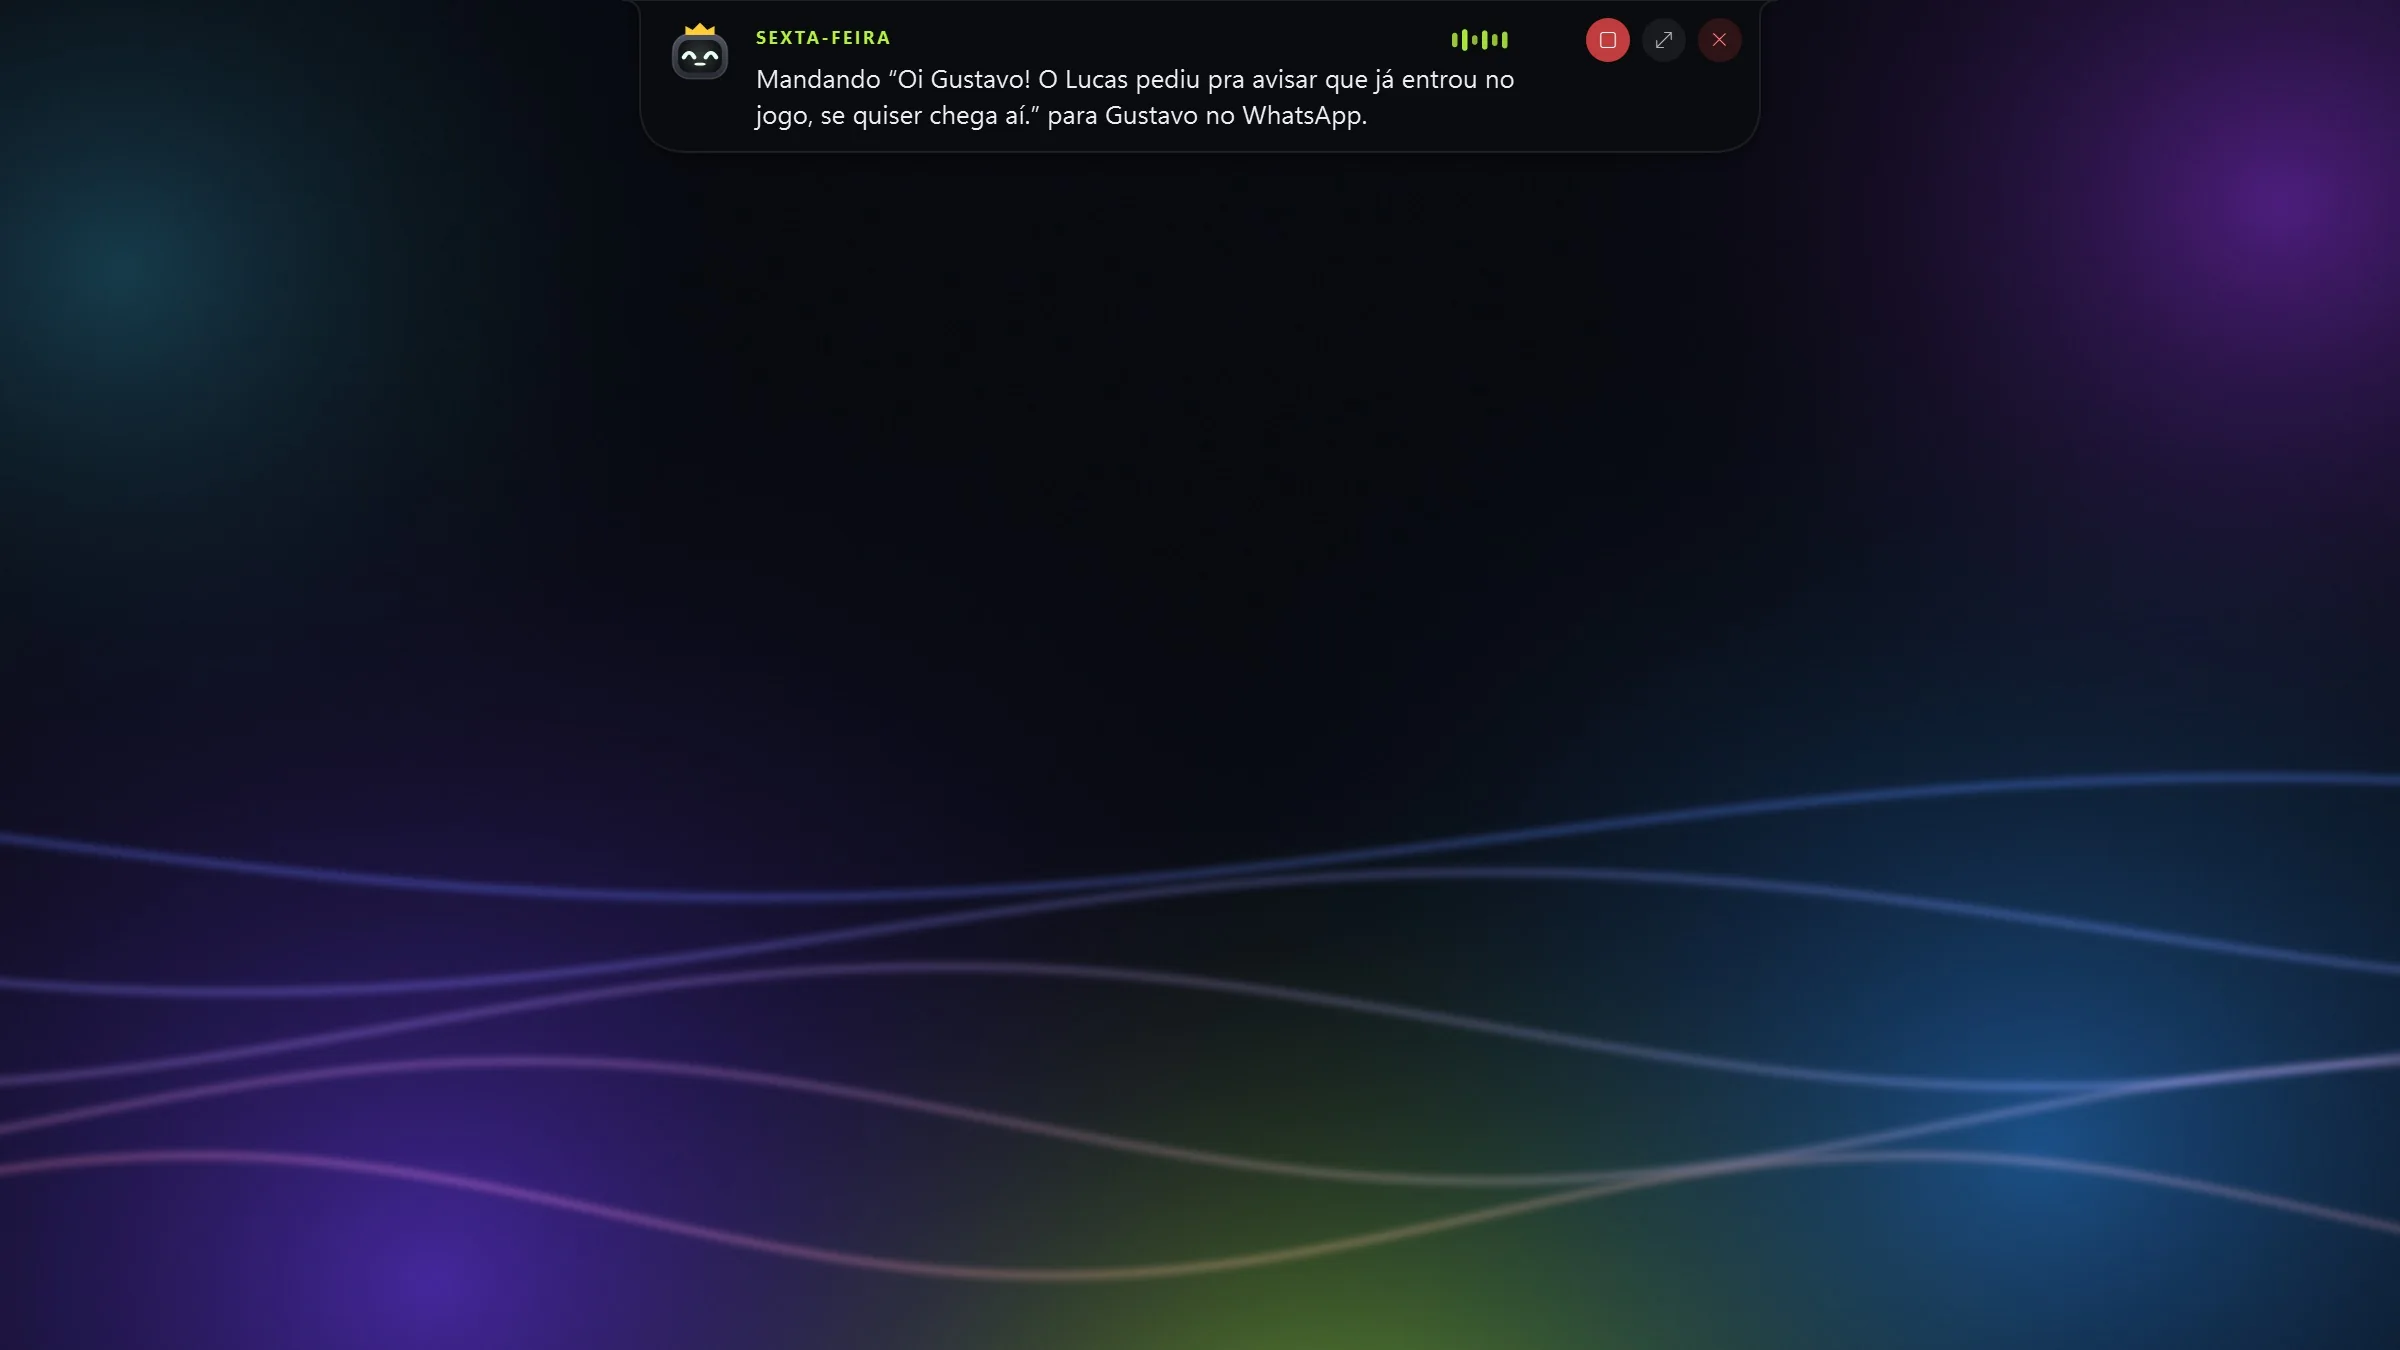 SEXTA-FEIRA
Mandando “Oi Gustavo! O Lucas pediu pra avisar que já entrou no
jogo, se quiser chega aí.” para Gustavo no WhatsApp.